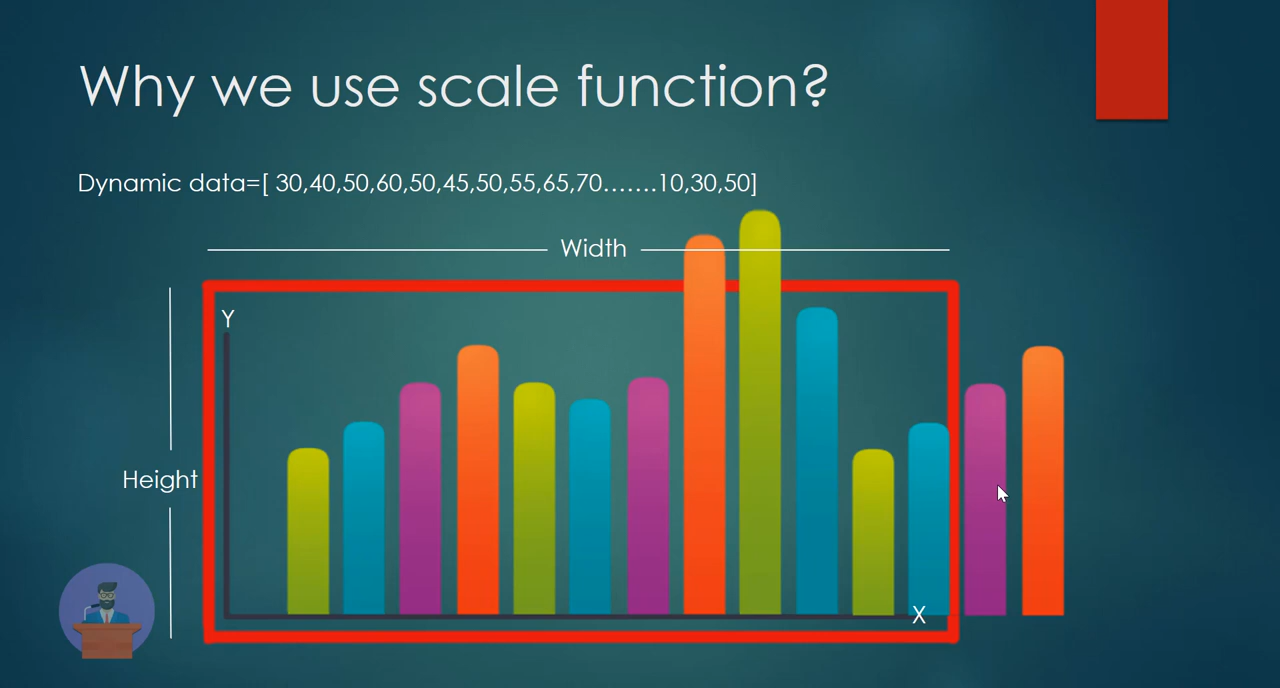 Why we use scale function?
Dynamic data=[ 30,40,50,60,50,45,50,55,65,70.......10,30,50]
Width
Y
Height
X